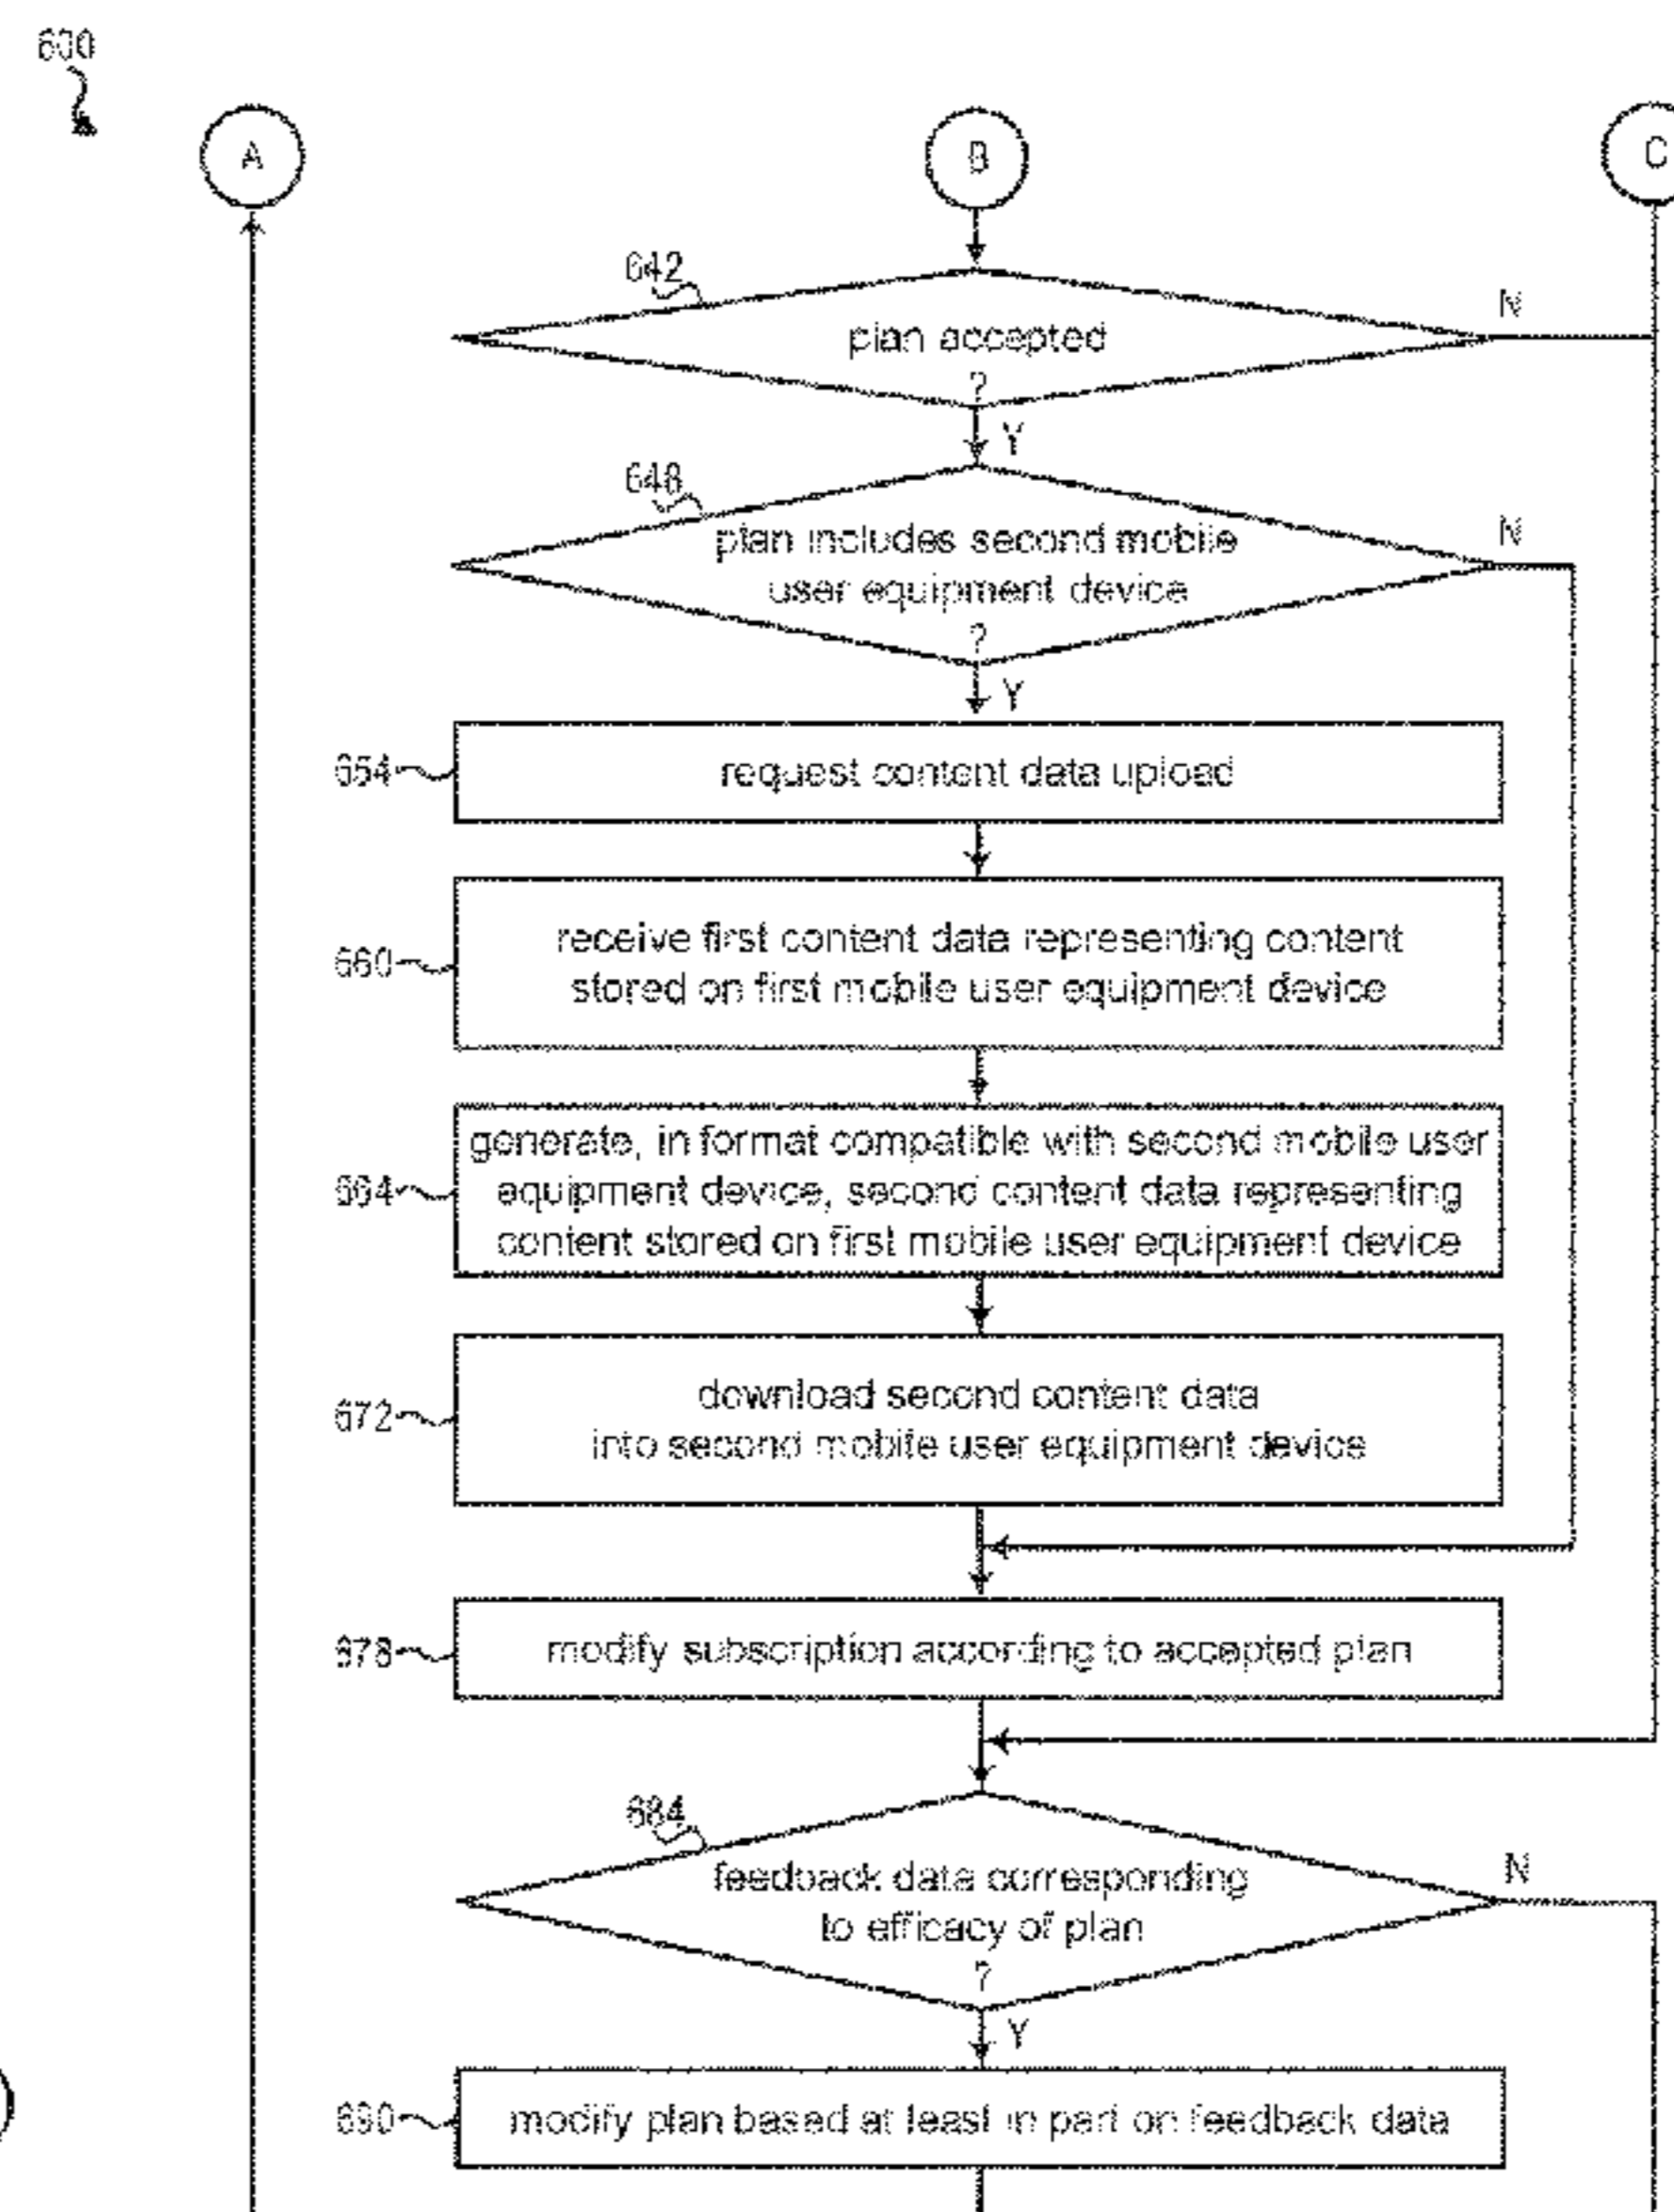 600
A
B
C
642
plan accepted
?
N
Y
648
plan includes second mobile
user equipment device
?
N
Y
654
request content data upload
660
receive first content data representing content
stored on first mobile user equipment device
664
generate, in format compatible with second mobile user
equipment device, second content data representing
content stored on first mobile user equipment device
672
download second content data
into second mobile user equipment device
678
modify subscription according to accepted plan
684
feedback data corresponding
to efficacy of plan
?
N
Y
690
modify plan based at least in part on feedback data